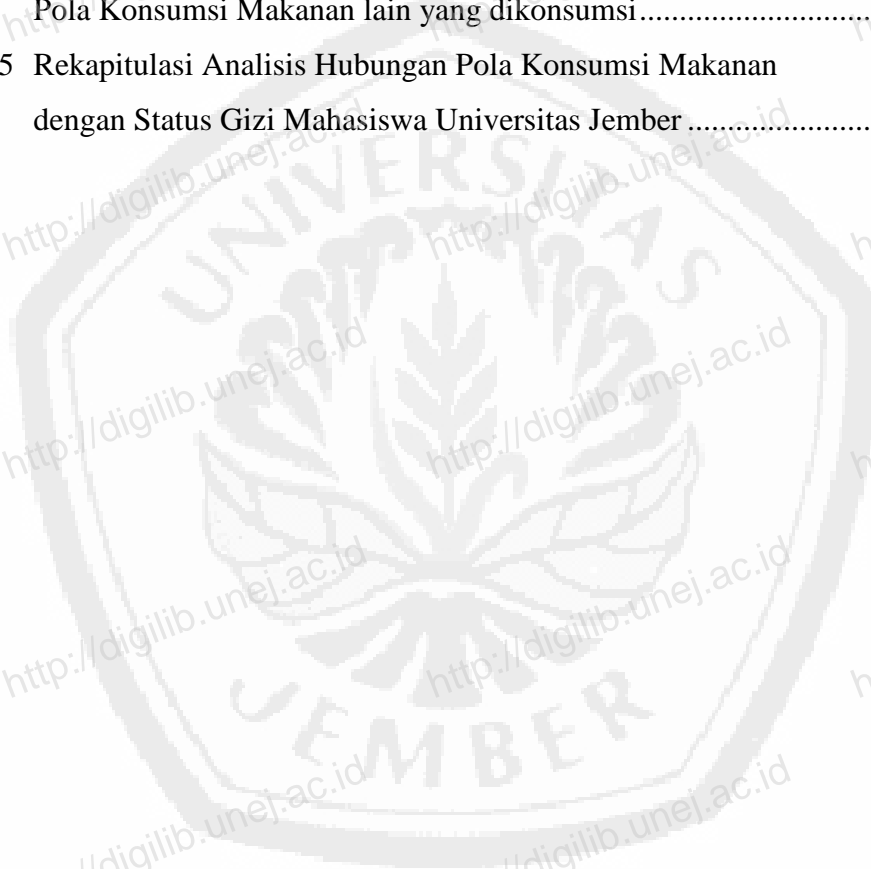 Pola Konsumsi Makanan lain yang dikonsumsi..........................
5 Rekapitulasi Analisis Hubungan Pola Konsumsi Makanan
dengan Status Gizi Mahasiswa Universitas Jember .....................
UNIVERSITAS
JEMBER
http://digilib.unej.ac.id
http://digilib.unej.ac.id
http://digilib.unej.ac.id
http://digilib.unej.ac.id
http://digilib.unej.ac.id
http://digilib.unej.ac.id
//digilib.unej.ac.id
//digilib.unej.ac.id